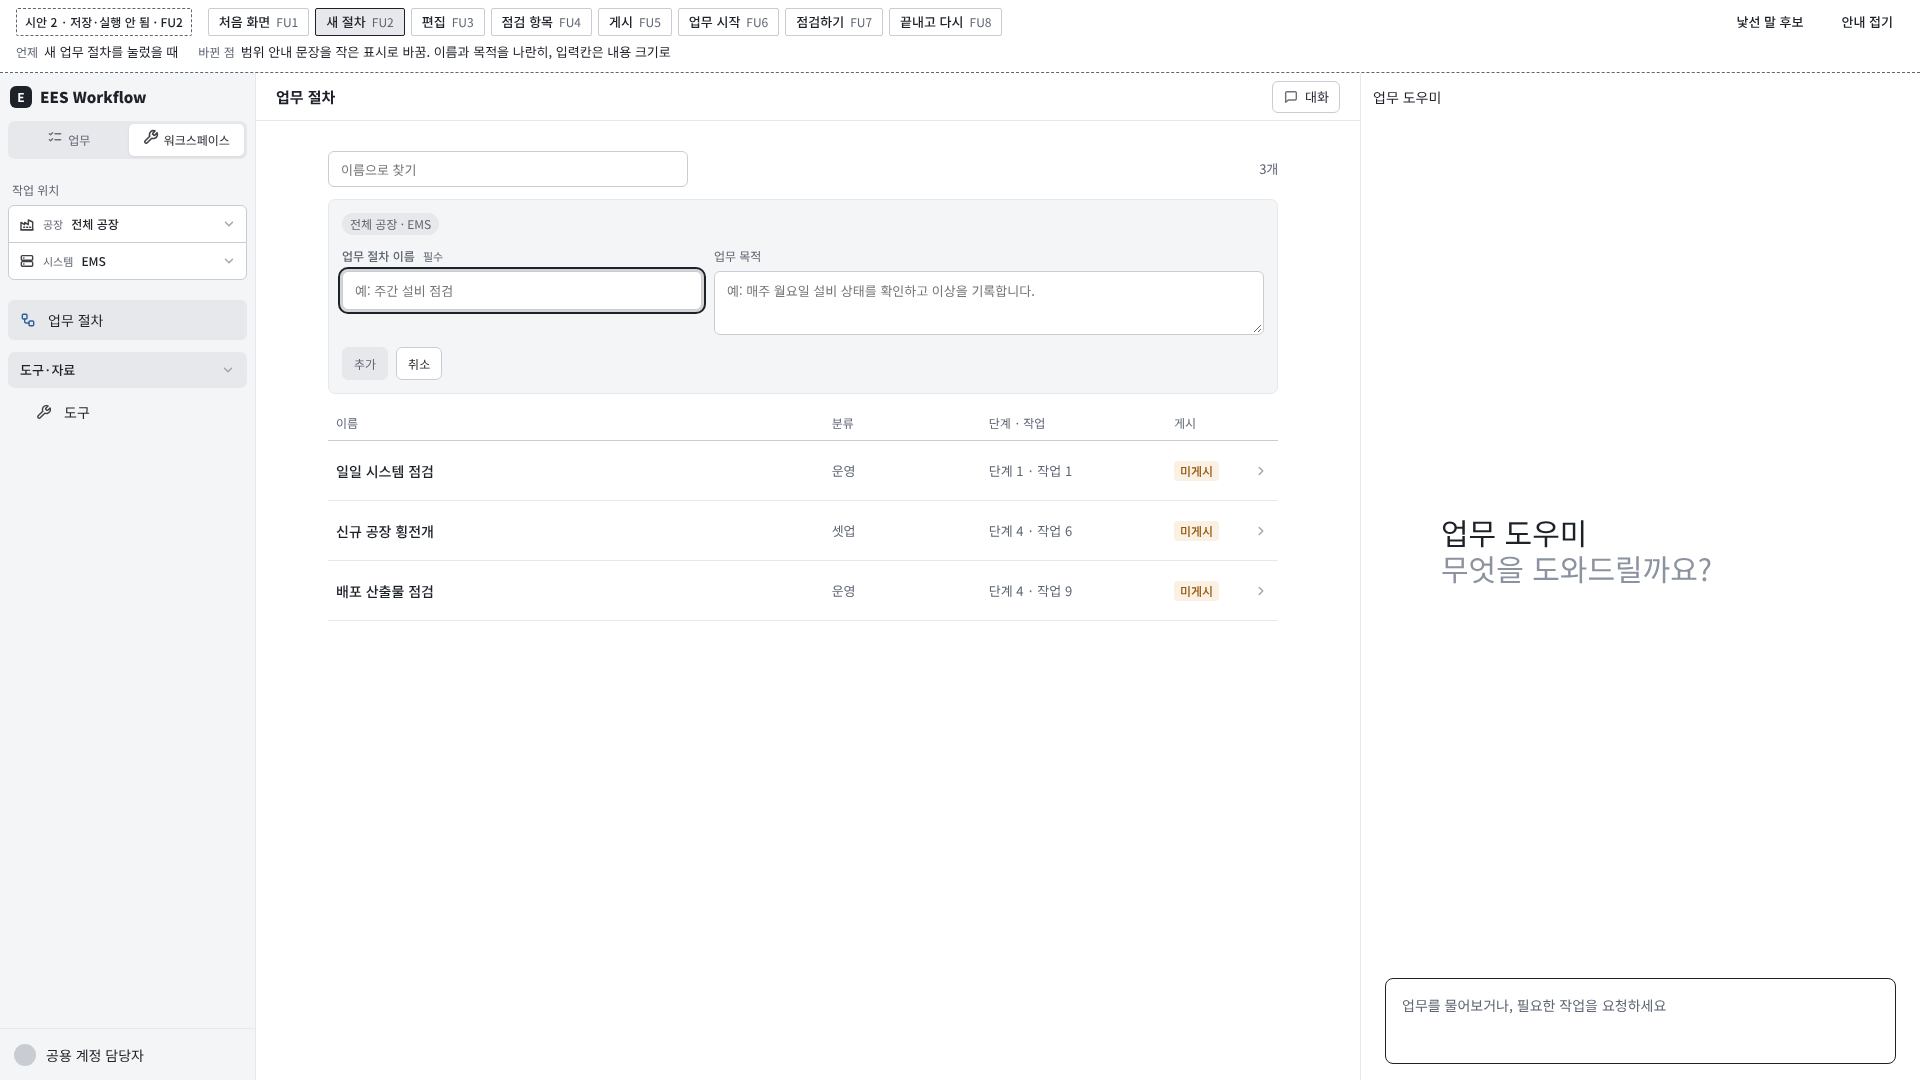 시안 2 · 저장·실행 안 됨 · FU2
처음 화면 FU1
새 절차 FU2
편집 FU3
점검 항목 FU4
게시 FU5
업무 시작 FU6
점검하기 FU7
끝내고 다시 FU8
낯선 말 후보
안내 접기
언제 새 업무 절차를 눌렀을 때 바뀐 점 범위 안내 문장을 작은 표시로 바꿈. 이름과 목적을 나란히, 입력칸은 내용 크기로
E EES Workflow
업무
워크스페이스
작업 위치
공장 전체 공장
시스템 EMS
업무 절차
도구·자료
도구
공용 계정 담당자
업무 절차
대화
이름으로 찾기
3개
전체 공장 · EMS
업무 절차 이름 필수
예: 주간 설비 점검
업무 목적
예: 매주 월요일 설비 상태를 확인하고 이상을 기록합니다.
추가
취소
이름 분류 단계 · 작업 게시
일일 시스템 점검 운영 단계 1 · 작업 1 미게시
신규 공장 횡전개 셋업 단계 4 · 작업 6 미게시
배포 산출물 점검 운영 단계 4 · 작업 9 미게시
업무 도우미
업무 도우미
무엇을 도와드릴까요?
업무를 물어보거나, 필요한 작업을 요청하세요